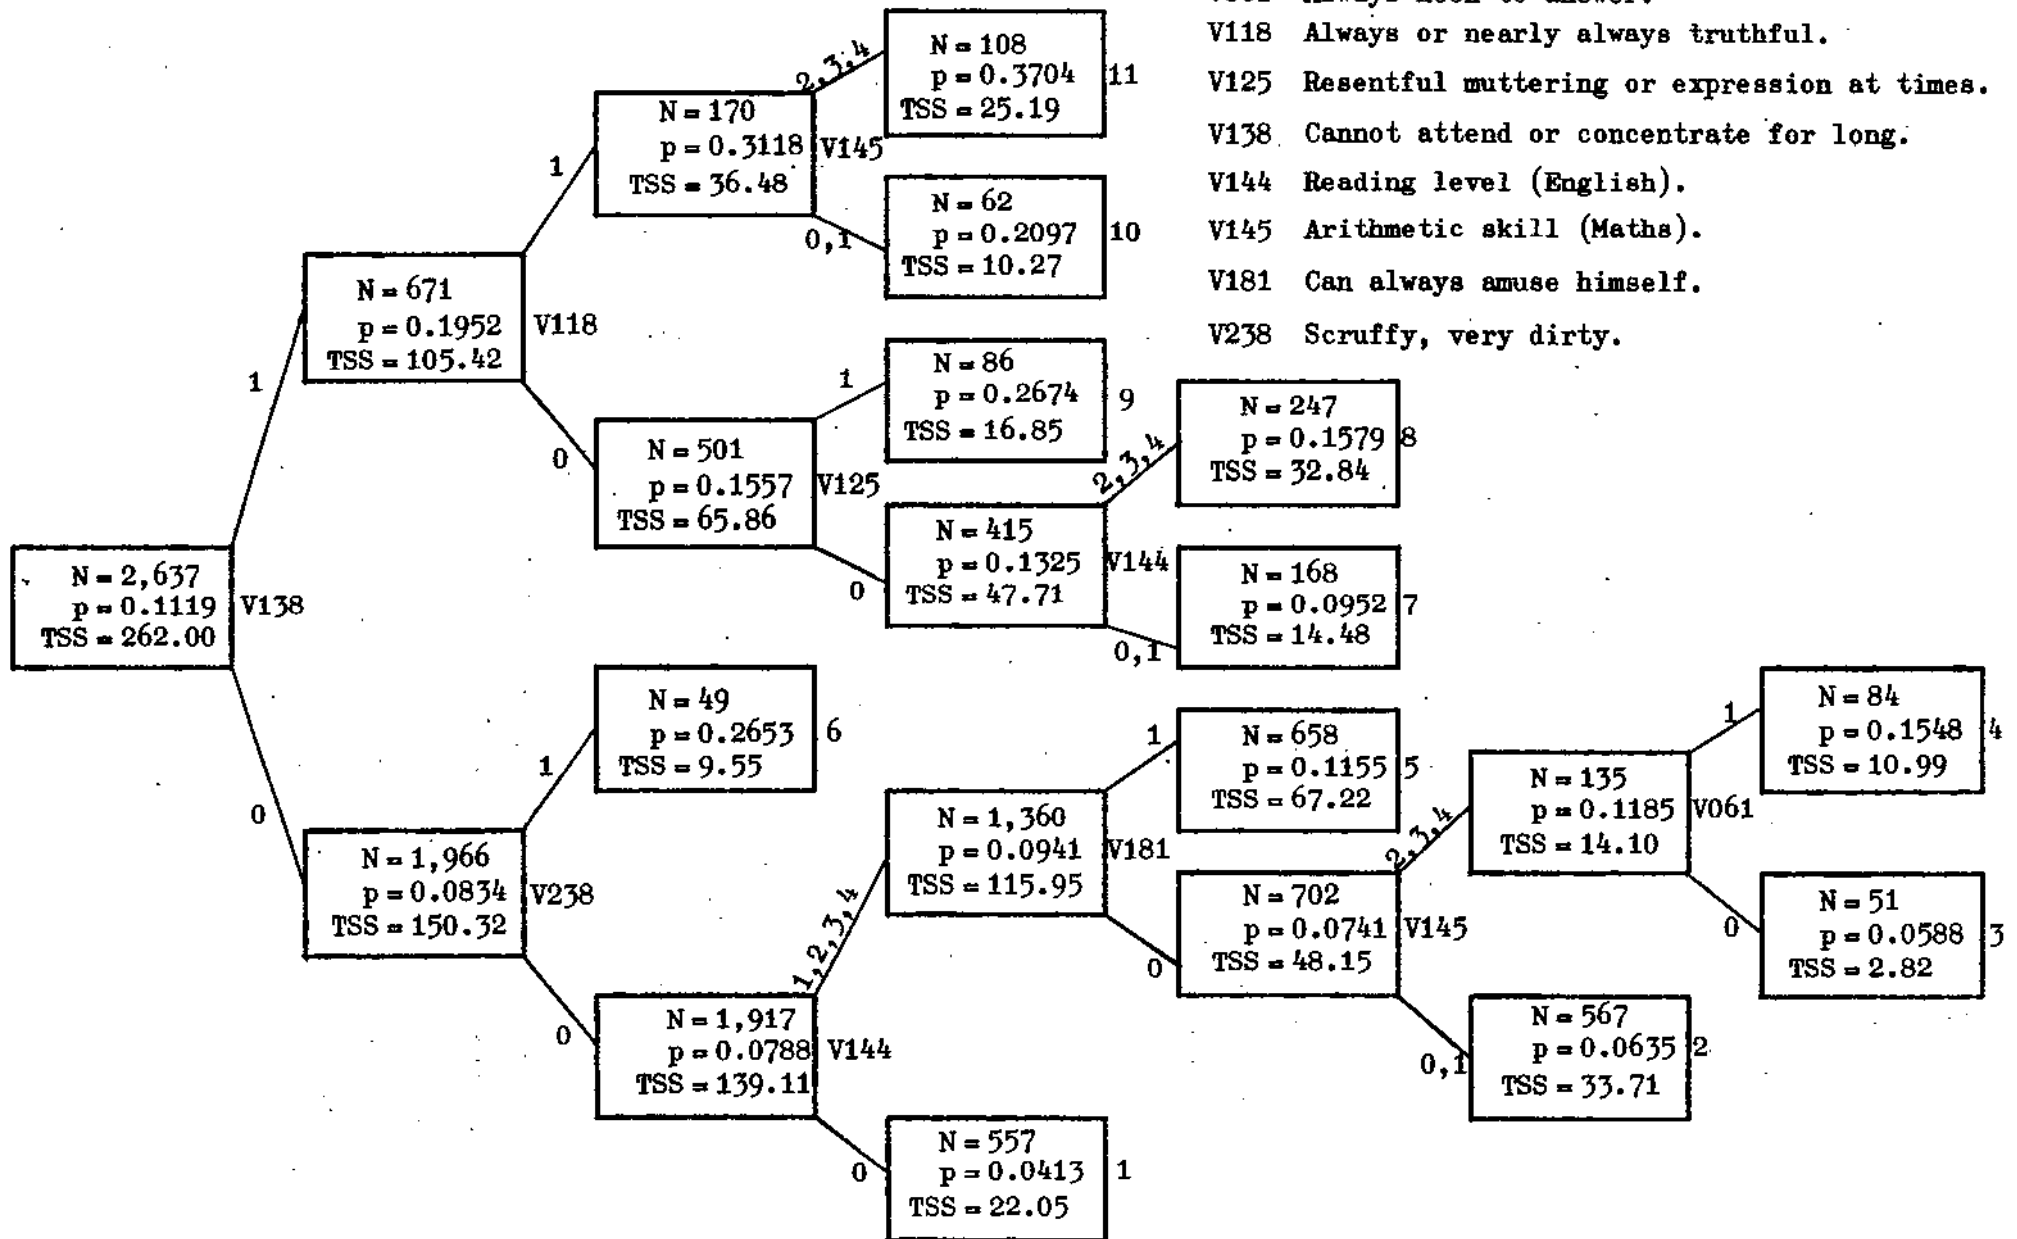 V118 Always or nearly always truthful.
V125 Resentful muttering or expression at times.
V138 Cannot attend or concentrate for long.
V144 Reading level (English).
V145 Arithmetic skill (Maths).
V181 Can always amuse himself.
V238 Scruffy, very dirty.
N = 2,637
p = 0.1119
TSS = 262.00
V138
1
0
N = 671
p = 0.1952
TSS = 105.42
V118
1
0
N = 1,966
p = 0.0834
TSS = 150.32
V238
1
0
N = 170
p = 0.3118
TSS = 36.48
V145
2,3,4
0,1
N = 501
p = 0.1557
TSS = 65.86
V125
1
0
N = 49
p = 0.2653
TSS = 9.55
6
N = 1,917
p = 0.0788
TSS = 139.11
V144
1,2,3,4
0
N = 108
p = 0.3704
TSS = 25.19
11
N = 62
p = 0.2097
TSS = 10.27
10
N = 86
p = 0.2674
TSS = 16.85
9
N = 415
p = 0.1325
TSS = 47.71
V144
2,3,4
0,1
N = 1,360
p = 0.0941
TSS = 115.95
V181
1
0
N = 557
p = 0.0413
TSS = 22.05
1
N = 247
p = 0.1579
TSS = 32.84
8
N = 168
p = 0.0952
TSS = 14.48
7
N = 658
p = 0.1155
TSS = 67.22
5
N = 702
p = 0.0741
TSS = 48.15
V145
2,3,4
0,1
N = 135
p = 0.1185
TSS = 14.10
V061
1
0
N = 567
p = 0.0635
TSS = 33.71
2
N = 84
p = 0.1548
TSS = 10.99
4
N = 51
p = 0.0588
TSS = 2.82
3